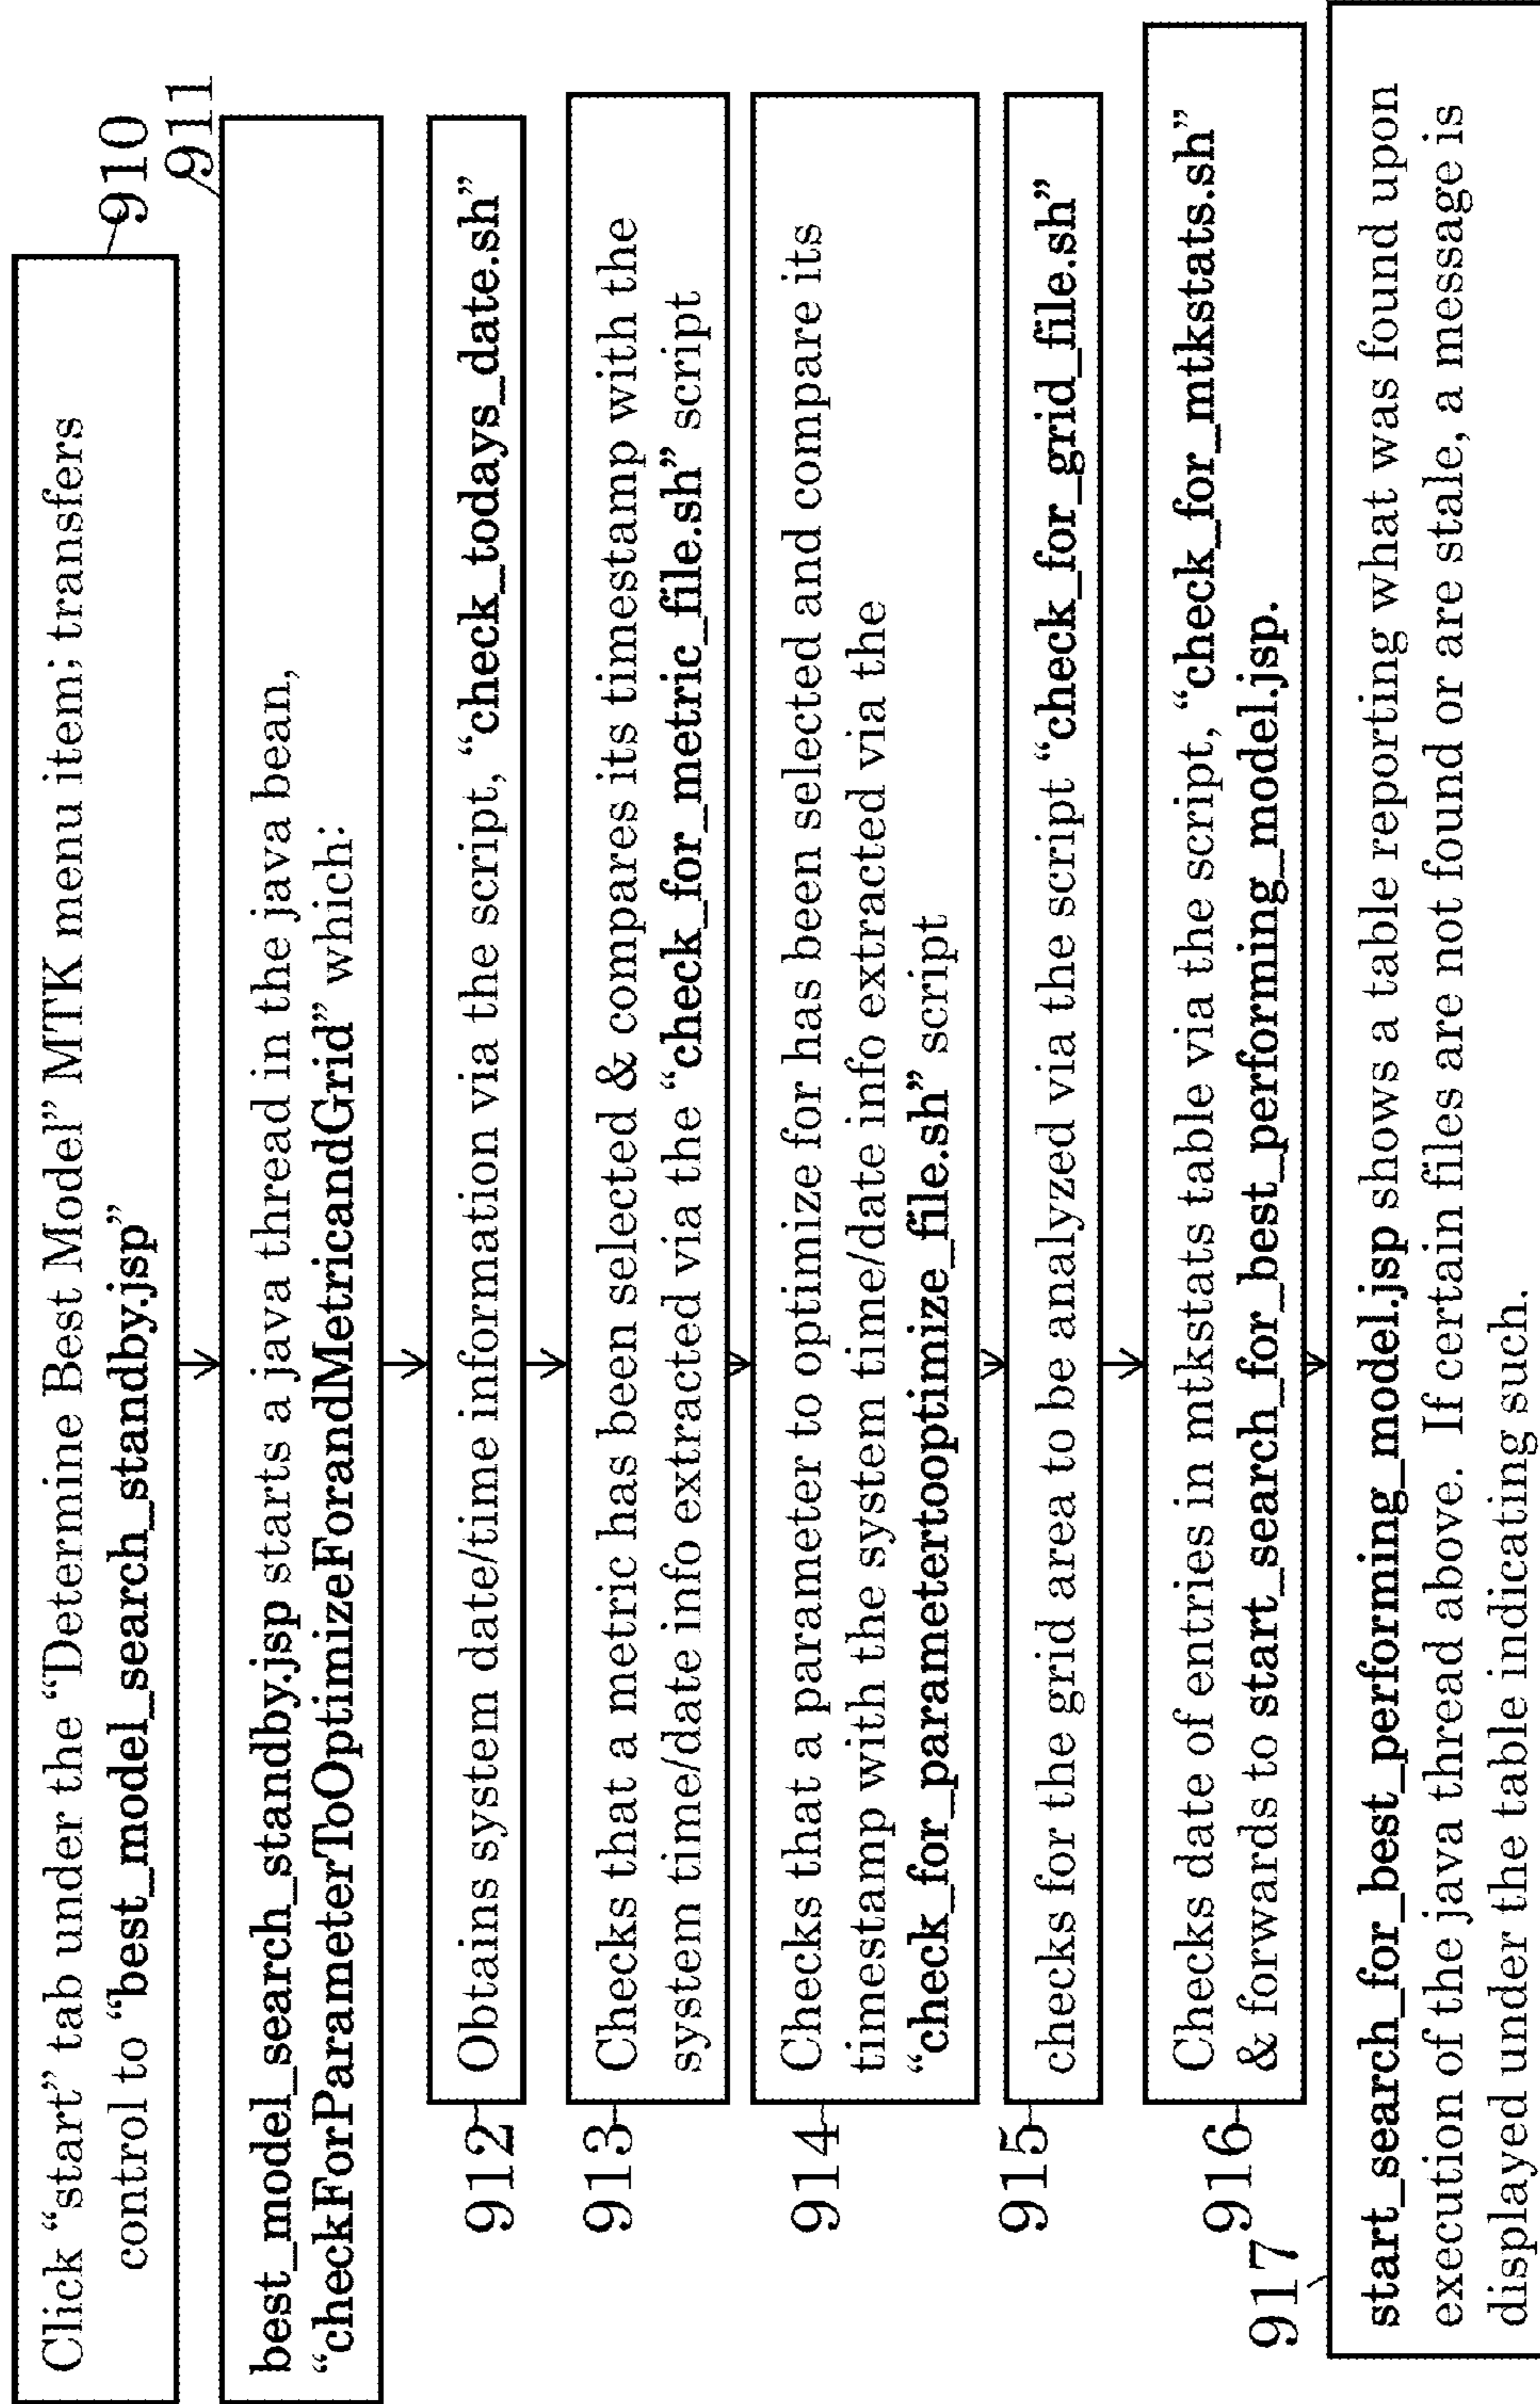 Click “start” tab under the “Determine Best Model” MTK menu item; transfers
control to “best_model_search_standby.jsp”
910
911
best_model_search_standby.jsp starts a java thread in the java bean,
“checkForParameterToOptimizeForandMetricandGrid” which:
912
Obtains system date/time information via the script, “check_todays_date.sh”
913
Checks that a metric has been selected & compares its timestamp with the
system time/date info extracted via the “check_for_metric_file.sh” script
914
Checks that a parameter to optimize for has been selected and compare its
timestamp with the system time/date info extracted via the
“check_for_parametertooptimize_file.sh” script
915
checks for the grid area to be analyzed via the script “check_for_grid_file.sh”
916
Checks date of entries in mtkstats table via the script, “check_for_mtkstats.sh”
& forwards to start_search_for_best_performing_model.jsp.
917
start_search_for_best_performing_model.jsp shows a table reporting what was found upon
execution of the java thread above. If certain files are not found or are stale, a message is
displayed under the table indicating such.